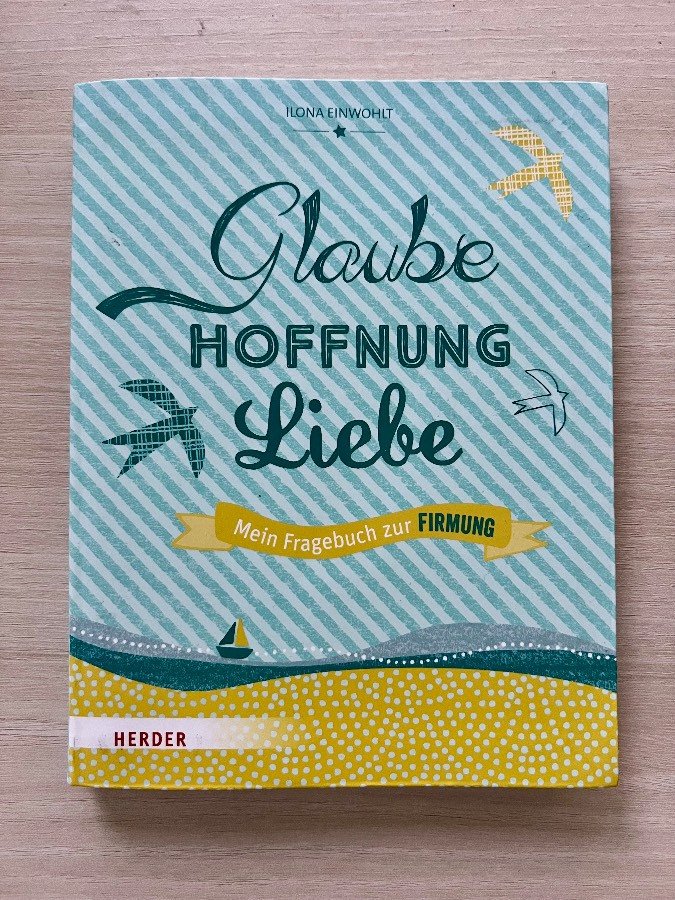 ILONA EINWOHLT
Glaube
HOFFNUNG
Liebe
Mein Fragebuch zur FIRMUNG
HERDER